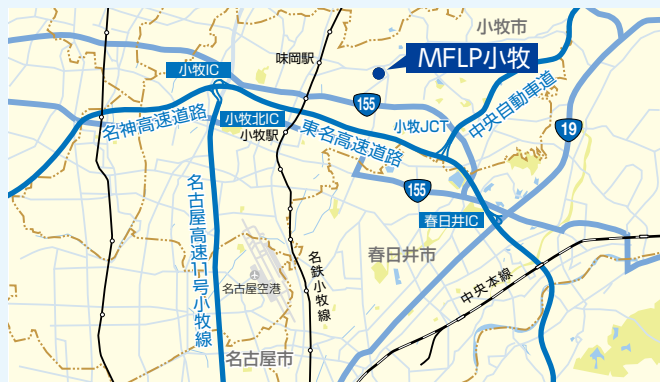 小牧市
MFLP小牧
味岡駅
小牧IC
155
小牧北IC
小牧駅
名神高速道路
東名高速道路
小牧JCT
中央自動車道
19
155
春日井IC
名古屋高速11号小牧線
名古屋空港
名鉄小牧線
春日井市
中央本線
名古屋市